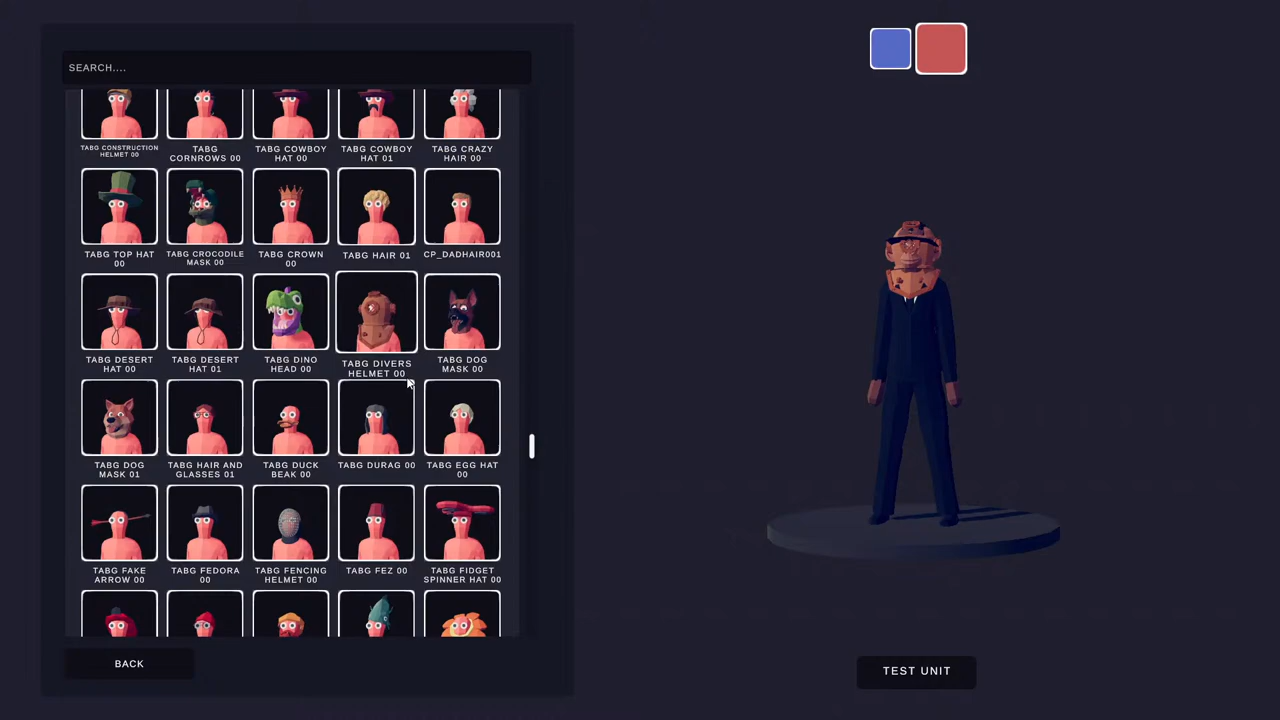 SEARCH....
TABG CONSTRUCTION
HELMET 00
TABG
CORNROWS 00
TABG COWBOY
HAT 00
TABG COWBOY
HAT 01
TABG CRAZY
HAIR 00
TABG TOP HAT
00
TABG CROCODILE
MASK 00
TABG CROWN
00
TABG HAIR 01
CP_DADHAIR001
TABG DESERT
HAT 00
TABG DESERT
HAT 01
TABG DINO
HEAD 00
TABG DIVERS
HELMET 00
TABG DOG
MASK 00
TABG DOG
MASK 01
TABG HAIR AND
GLASSES 01
TABG DUCK
BEAK 00
TABG DURAG 00
TABG EGG HAT
00
TABG FAKE
ARROW 00
TABG FEDORA
00
TABG FENCING
HELMET 00
TABG FEZ 00
TABG FIDGET
SPINNER HAT 00
BACK
TEST UNIT